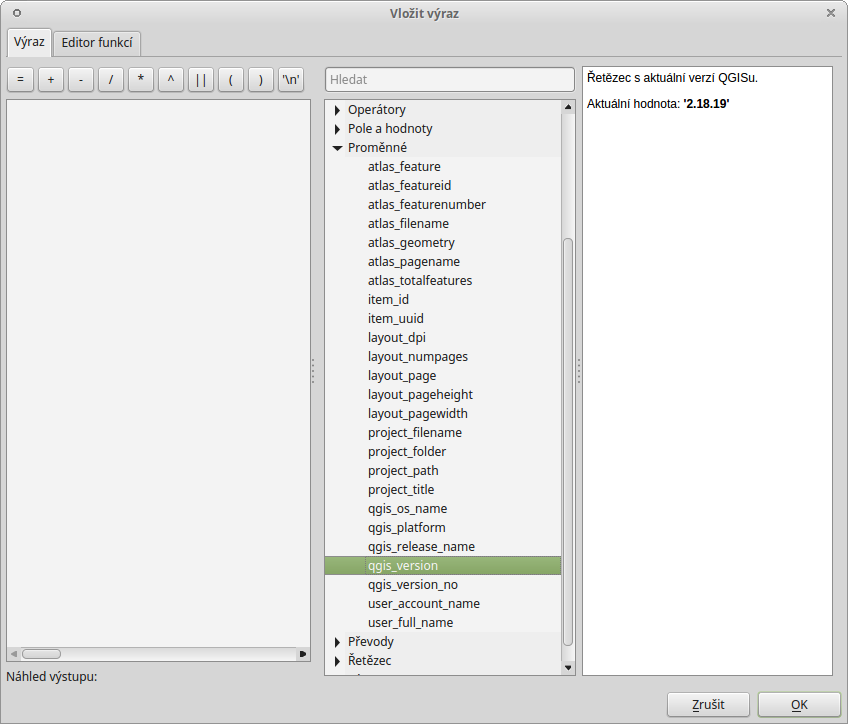 Vložit výraz
Výraz
Editor funkcí
= + - / * ^ || ( ) '\n'
Hledat
Operátory
Pole a hodnoty
Proměnné
atlas_feature
atlas_featureid
atlas_featurenumber
atlas_filename
atlas_geometry
atlas_pagename
atlas_totalfeatures
item_id
item_uuid
layout_dpi
layout_numpages
layout_page
layout_pageheight
layout_pagewidth
project_filename
project_folder
project_path
project_title
qgis_os_name
qgis_platform
qgis_release_name
qgis_version
qgis_version_no
user_account_name
user_full_name
Převody
Řetězec
Řetězec s aktuální verzí QGISu.
Aktuální hodnota: '2.18.19'
Náhled výstupu:
Zrušit
OK